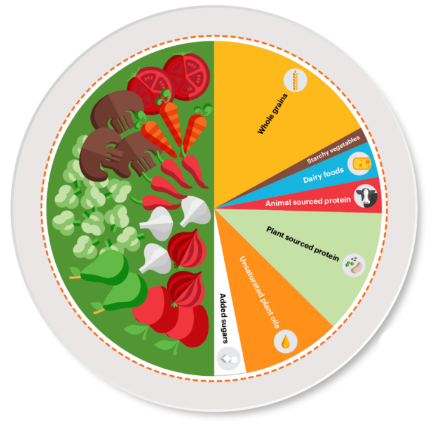 Whole grains
Starchy vegetables
Dairy foods
Animal sourced protein
Plant sourced protein
Unsaturated plant oils
Added sugars